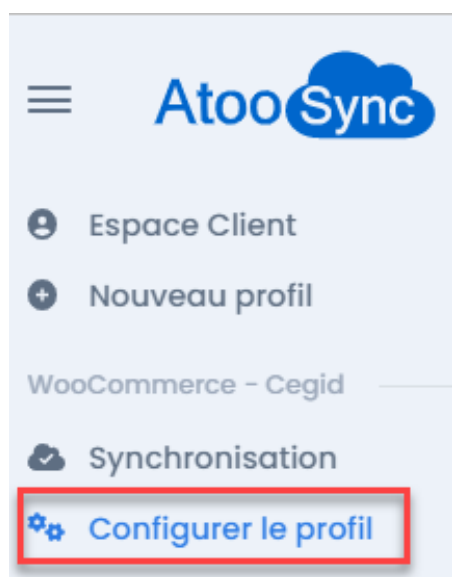 AtooSync
Espace Client
Nouveau profil
WooCommerce - Cegid
Synchronisation
Configurer le profil